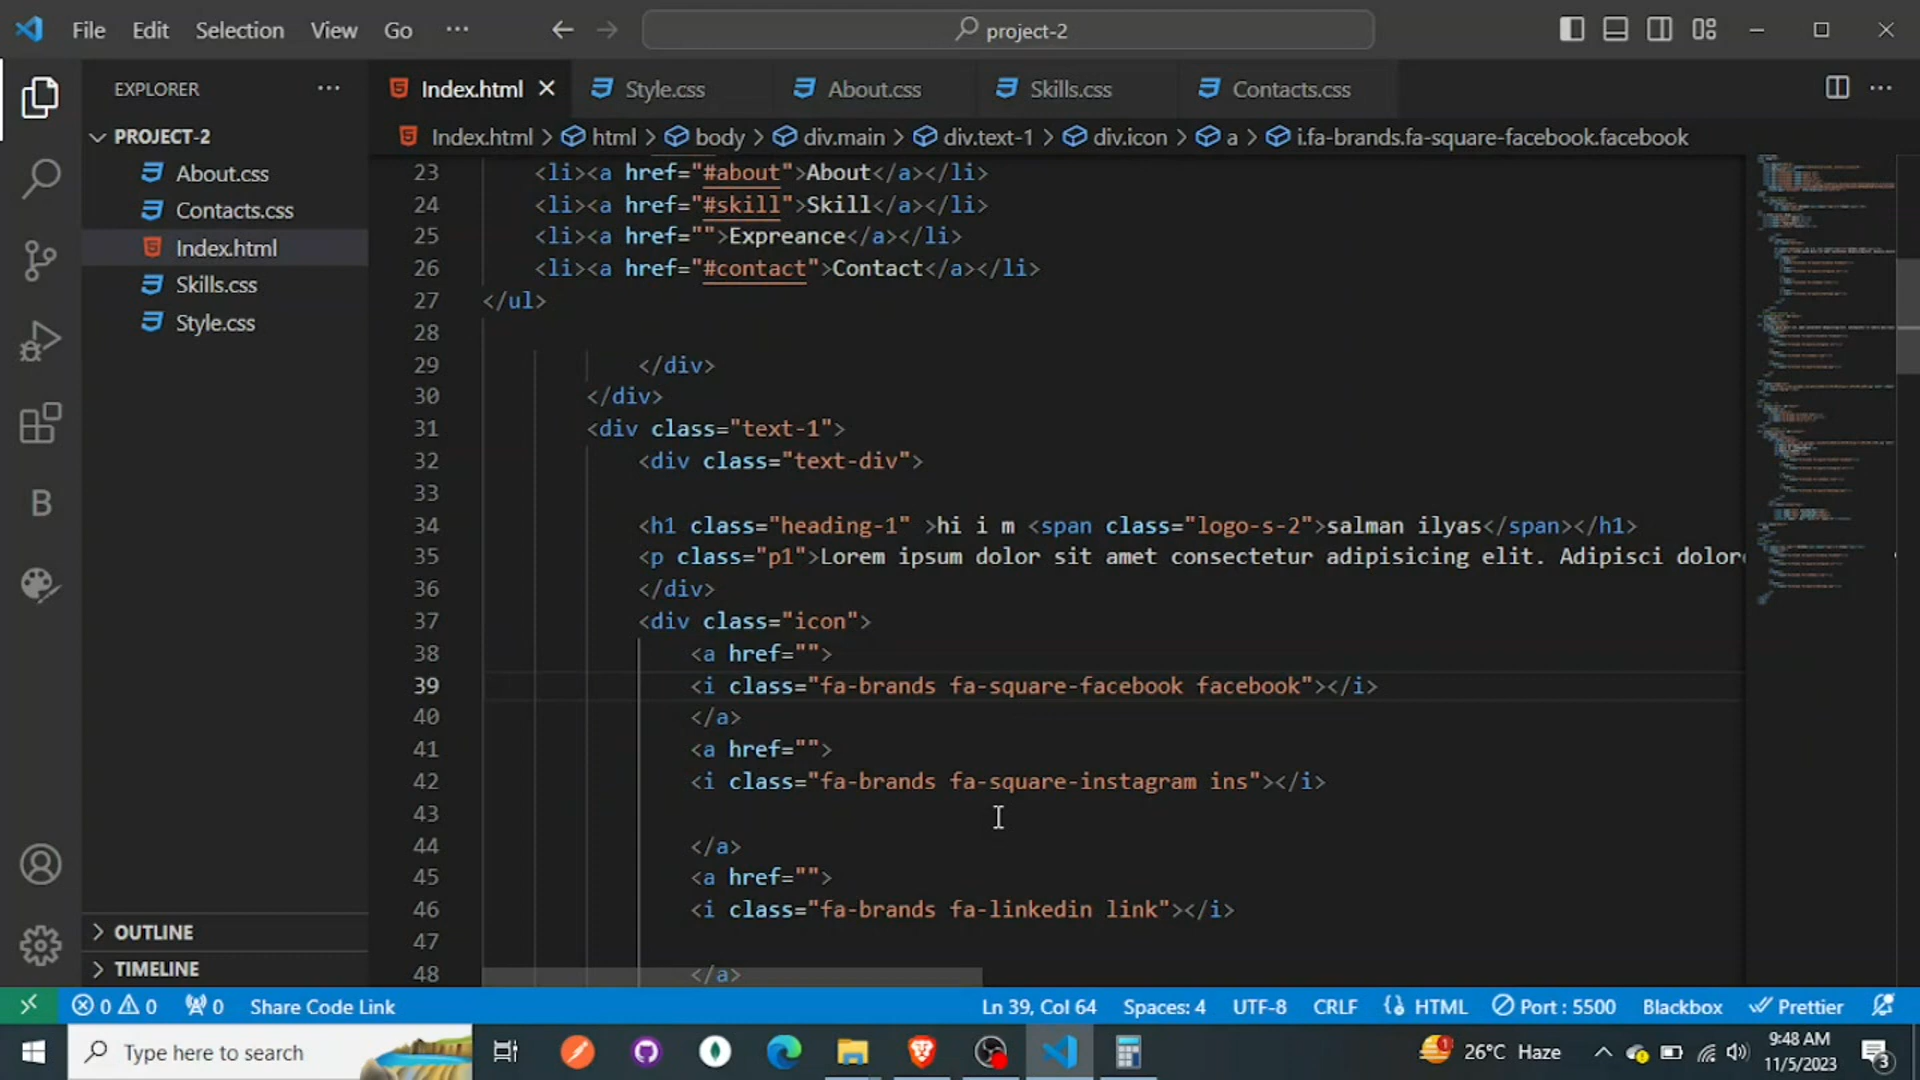 File Edit Selection View Go ··· project-2
EXPLORER ···
Index.html Style.css About.css Skills.css Contacts.css ···
PROJECT-2
Index.html > html > body > div.main > div.text-1 > div.icon > a > i.fa-brands.fa-square-facebook.facebook
About.css
Contacts.css
Index.html
Skills.css
Style.css
23 <li><a href="#about">About</a></li>
24 <li><a href="#skill">Skill</a></li>
25 <li><a href="">Expreance</a></li>
26 <li><a href="#contact">Contact</a></li>
27 </ul>
28
29 </div>
30 </div>
31 <div class="text-1">
32 <div class="text-div">
33
34 <h1 class="heading-1" >hi i m <span class="logo-s-2">salman ilyas</span></h1>
35 <p class="p1">Lorem ipsum dolor sit amet consectetur adipisicing elit. Adipisci dolor
36 </div>
37 <div class="icon">
38 <a href="">
39 <i class="fa-brands fa-square-facebook facebook"></i>
40 </a>
41 <a href="">
42 <i class="fa-brands fa-square-instagram ins"></i>
43
44 </a>
45 <a href="">
46 <i class="fa-brands fa-linkedin link"></i>
47
48 </a>
B
OUTLINE
TIMELINE
0 0 0 Share Code Link Ln 39, Col 64 Spaces: 4 UTF-8 CRLF HTML Port : 5500 Blackbox Prettier
Type here to search 1 26°C Haze 9:48 AM
11/5/2023 3